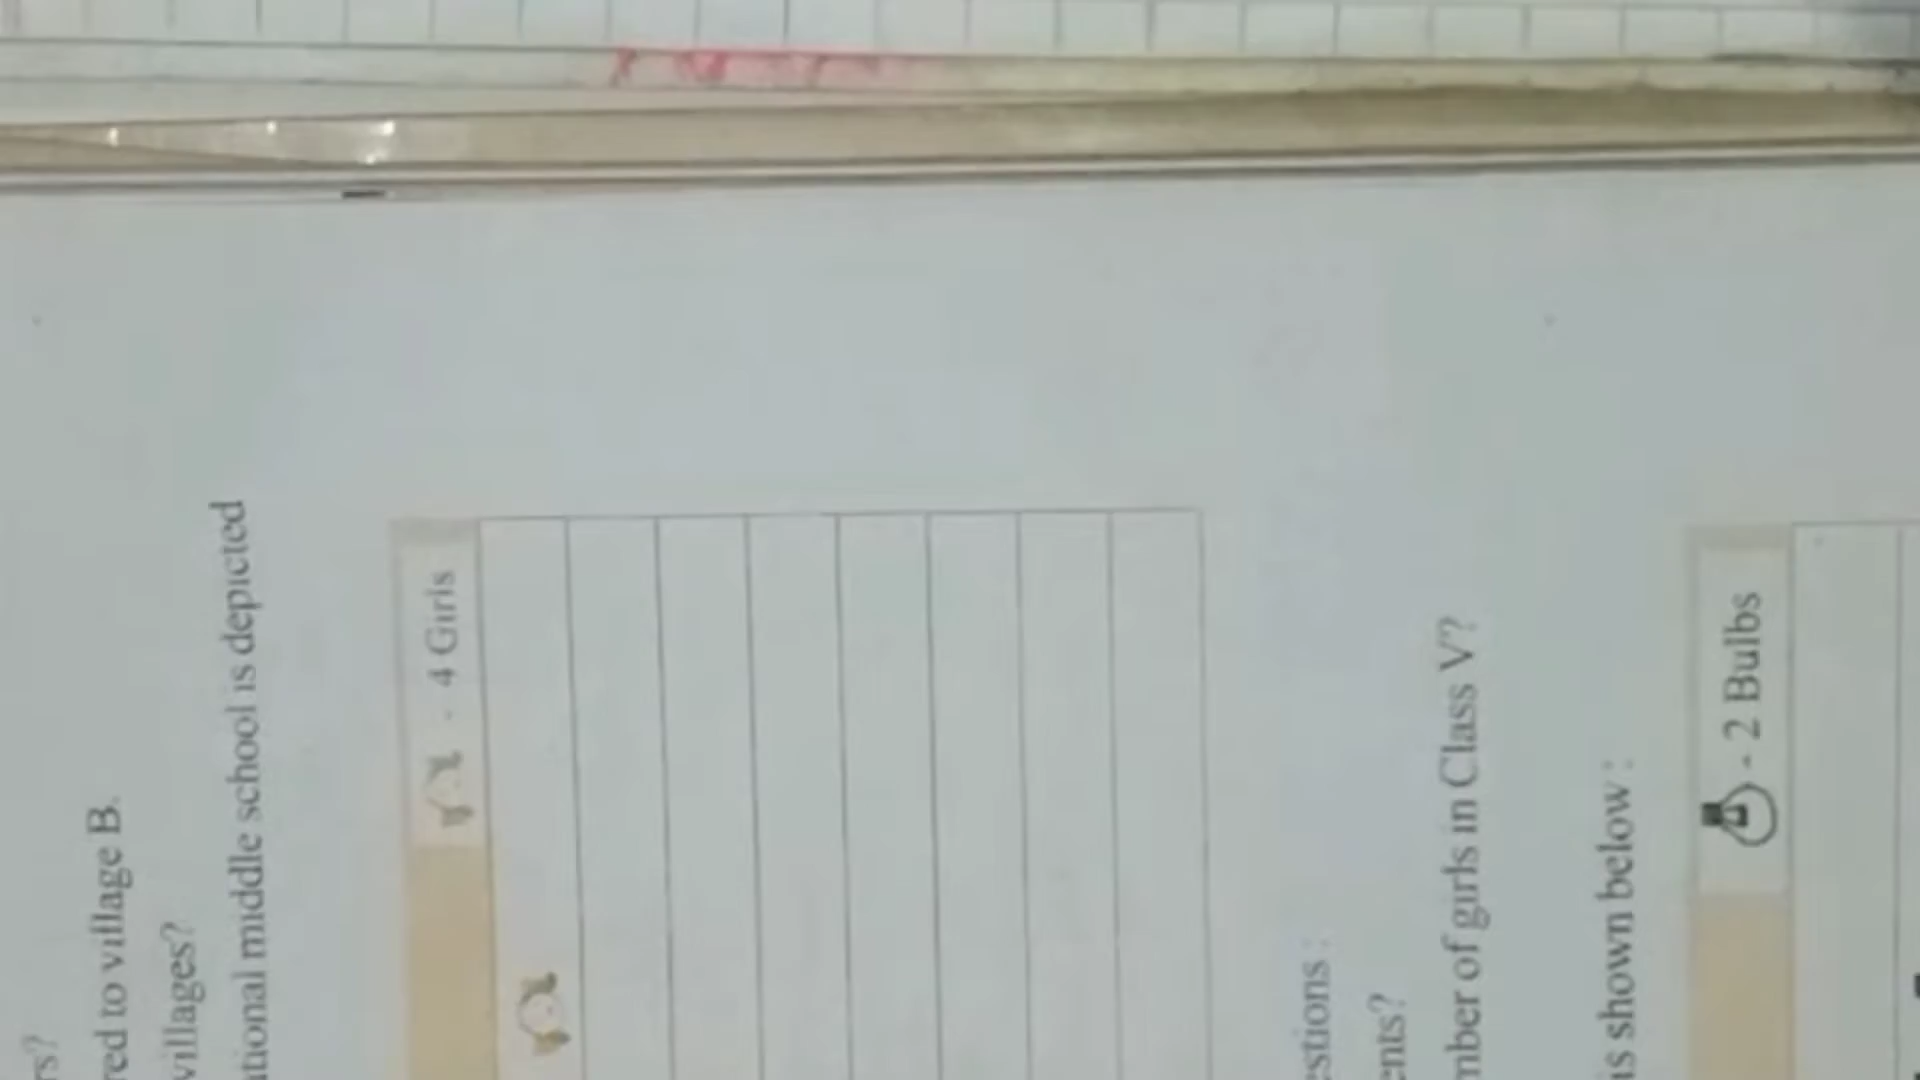 red to village B.
villages?
ational middle school is depicted
- 4 Girls
estions :
ents?
mber of girls in Class V?
is shown below :
- 2 Bulbs